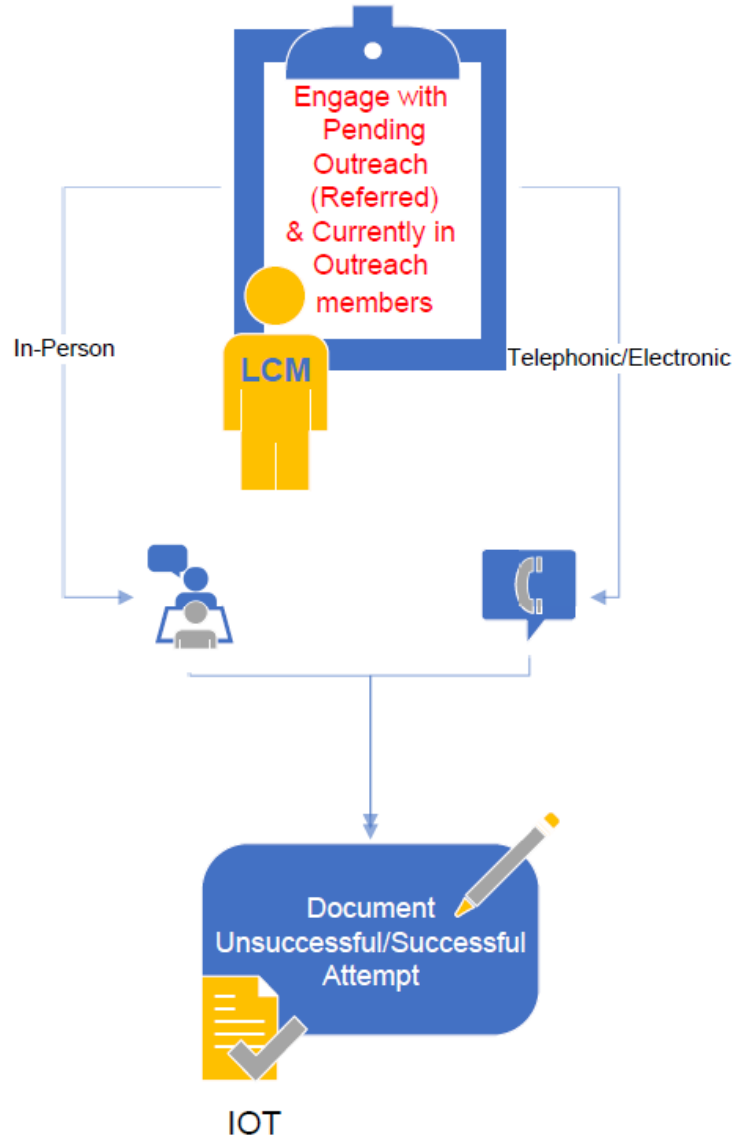 Engage with
Pending
Outreach
(Referred)
& Currently in
Outreach
members
In-Person
LCM
Telephonic/Electronic
Document
Unsuccessful/Successful
Attempt
IOT